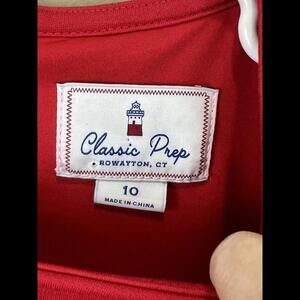 Classic Prep
• ROWAYTON, CT
10
MADE IN CHINA